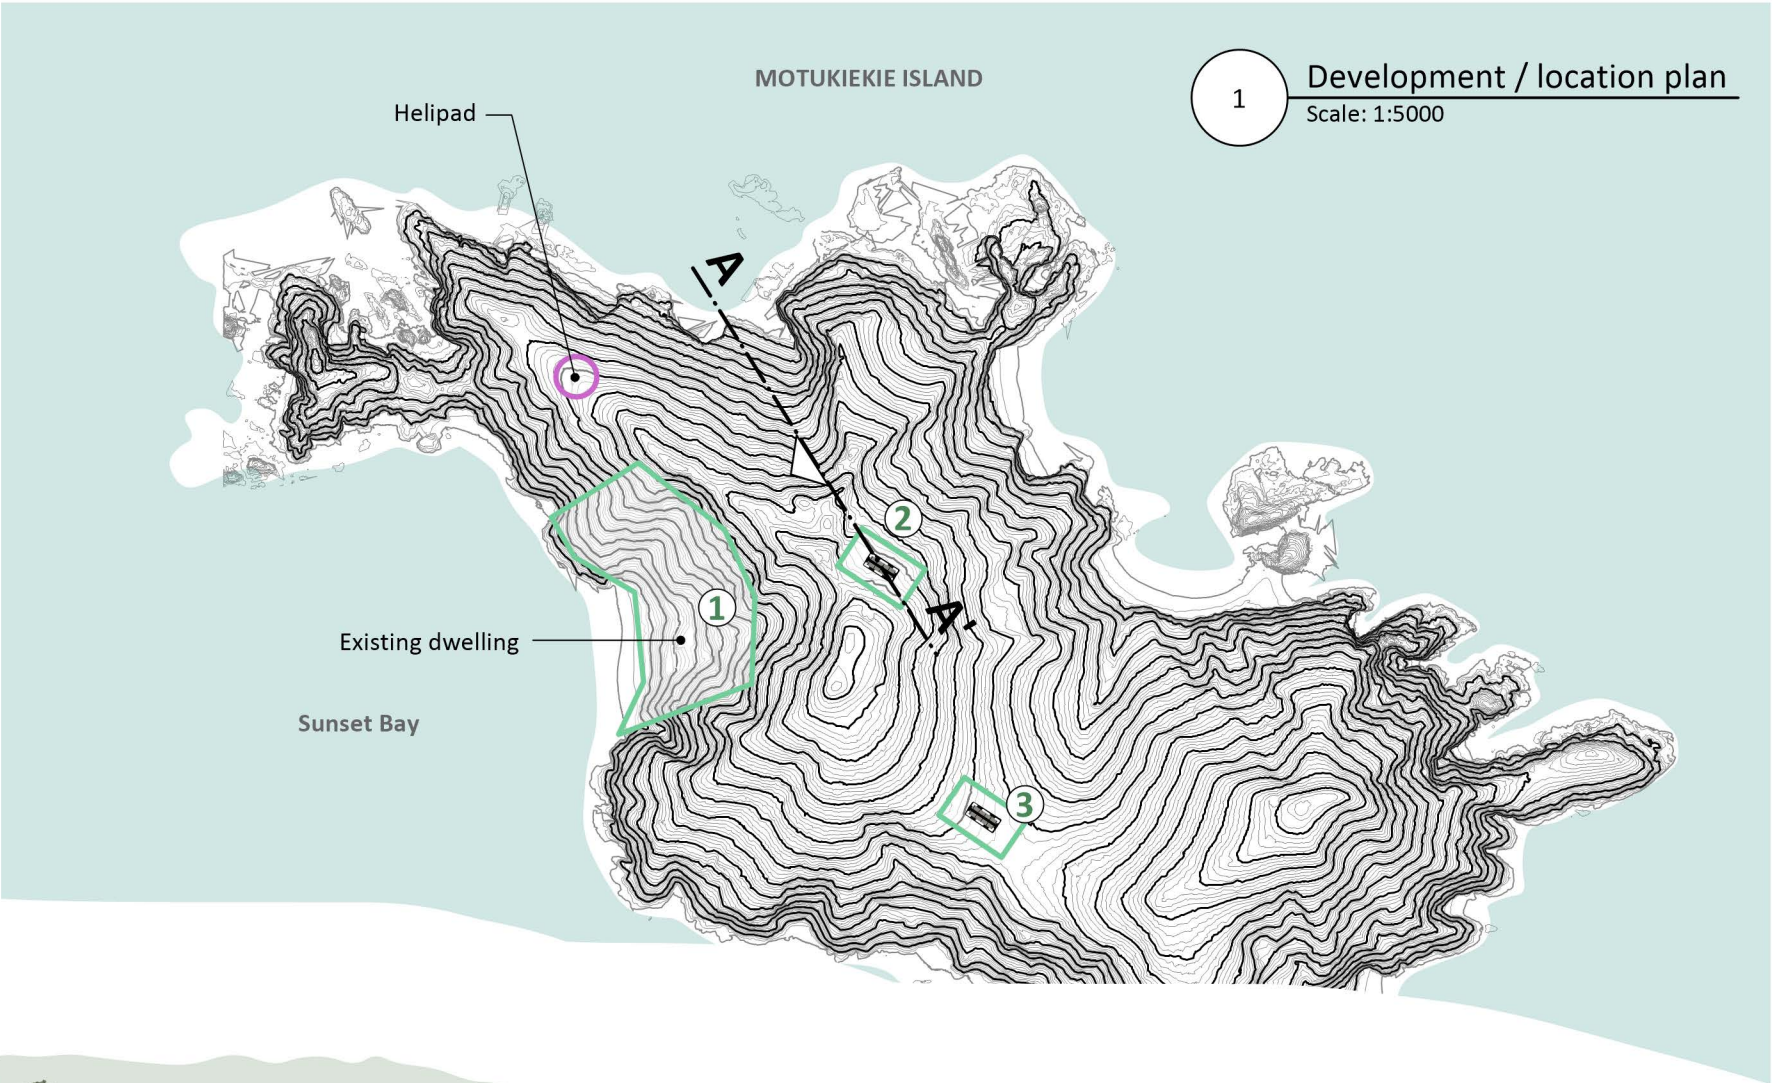 MOTUKIEKIE ISLAND
1
Development / location plan
Scale: 1:5000
Helipad
A
2
1
A'
Existing dwelling
Sunset Bay
3